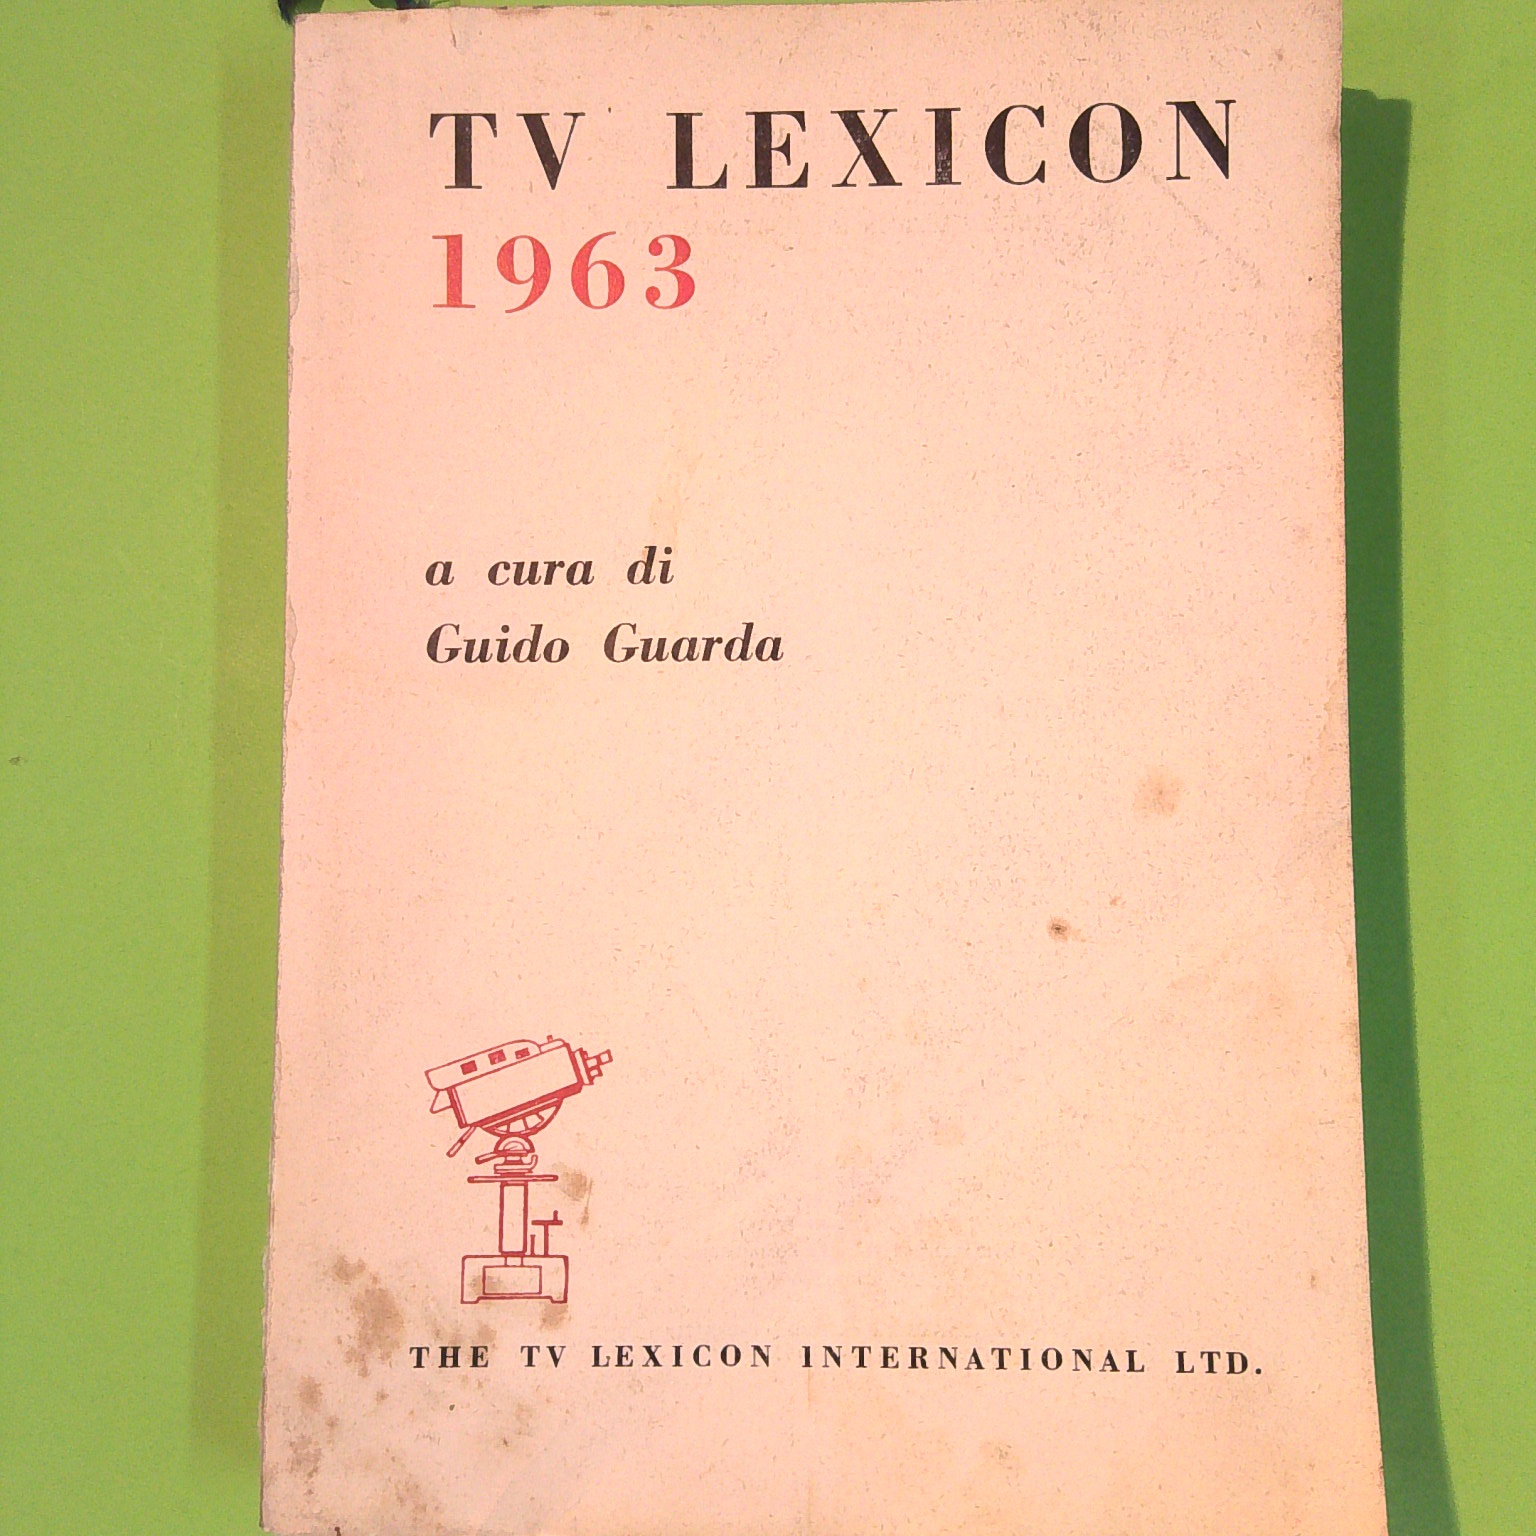 TV LEXICON
1963
a cura di
Guido Guarda
THE TV LEXICON INTERNATIONAL LTD.